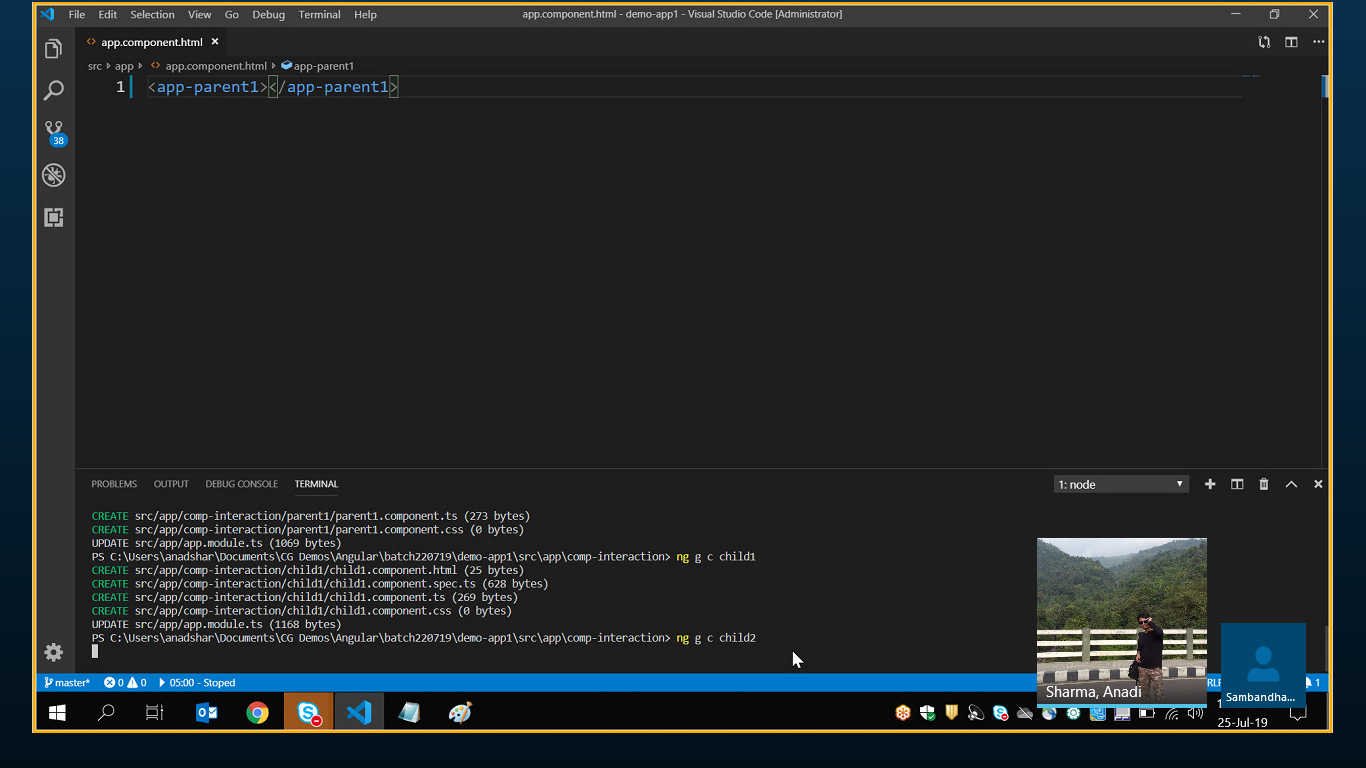 File Edit Selection View Go Debug Terminal Help
app.component.html - demo-app1 - Visual Studio Code [Administrator]
app.component.html
src app app.component.html app-parent1
1 <app-parent1></app-parent1>
38
PROBLEMS OUTPUT DEBUG CONSOLE TERMINAL
1: node
CREATE src/app/comp-interaction/parent1/parent1.component.ts (273 bytes)
CREATE src/app/comp-interaction/parent1/parent1.component.css (0 bytes)
UPDATE src/app/app.module.ts (1069 bytes)
PS C:\Users\anadshar\Documents\CG Demos\Angular\batch220719\demo-app1\src\app\comp-interaction> ng g c child1
CREATE src/app/comp-interaction/child1/child1.component.html (25 bytes)
CREATE src/app/comp-interaction/child1/child1.component.spec.ts (628 bytes)
CREATE src/app/comp-interaction/child1/child1.component.ts (269 bytes)
CREATE src/app/comp-interaction/child1/child1.component.css (0 bytes)
UPDATE src/app/app.module.ts (1168 bytes)
PS C:\Users\anadshar\Documents\CG Demos\Angular\batch220719\demo-app1\src\app\comp-interaction> ng g c child2
master* 0 0 05:00 - Stoped
1
Sharma, Anadi
Sambandha...
25-Jul-19